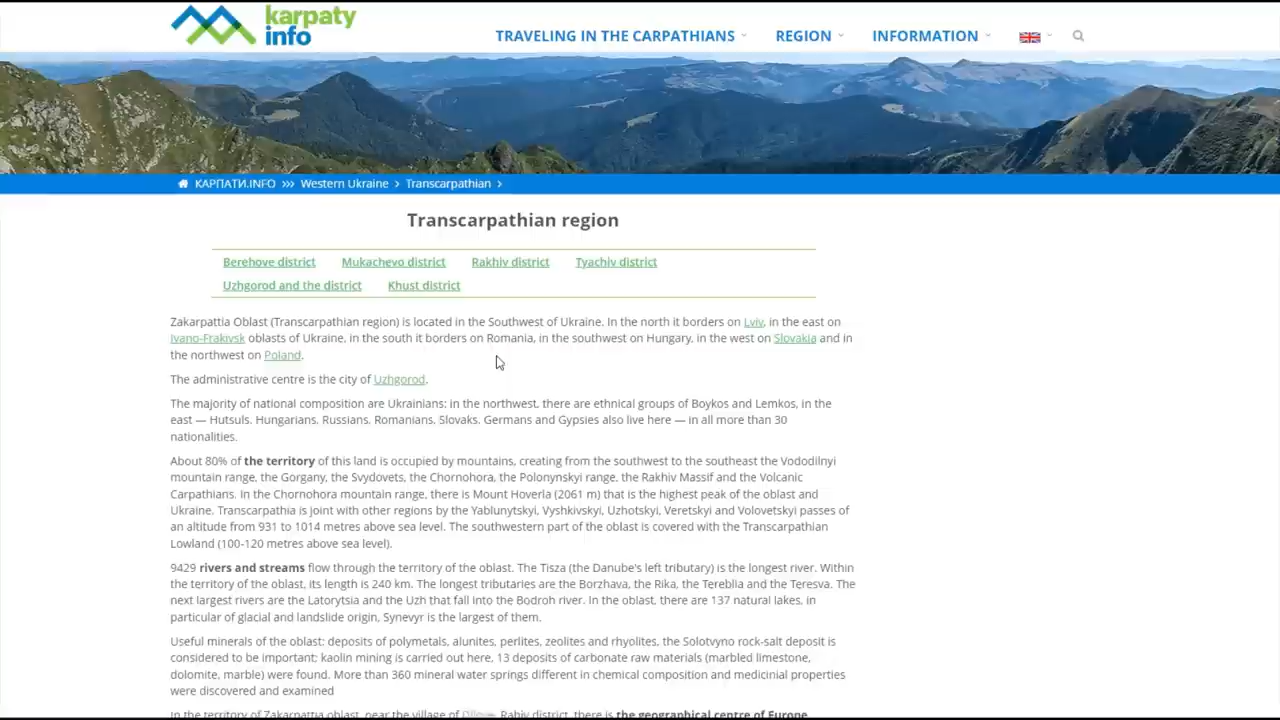 karpaty
info
TRAVELING IN THE CARPATHIANS REGION INFORMATION
КАРПАТИ.INFO Western Ukraine Transcarpathian
Transcarpathian region
Berehove district Mukachevo district Rakhiv district Tyachiv district
Uzhgorod and the district Khust district
Zakarpattia Oblast (Transcarpathian region) is located in the Southwest of Ukraine. In the north it borders on Lviv, in the east on
Ivano-Frakivsk oblasts of Ukraine, in the south it borders on Romania, in the southwest on Hungary, in the west on Slovakia and in
the northwest on Poland.
The administrative centre is the city of Uzhgorod.
The majority of national composition are Ukrainians: in the northwest, there are ethnical groups of Boykos and Lemkos, in the
east — Hutsuls. Hungarians. Russians. Romanians. Slovaks. Germans and Gypsies also live here — in all more than 30
nationalities.
About 80% of the territory of this land is occupied by mountains, creating from the southwest to the southeast the Vododilnyi
mountain range, the Gorgany, the Svydovets, the Chornohora, the Polonynskyi range, the Rakhiv Massif and the Volcanic
Carpathians. In the Chornohora mountain range, there is Mount Hoverla (2061 m) that is the highest peak of the oblast and
Ukraine. Transcarpathia is joint with other regions by the Yablunytskyi, Vyshkivskyi, Uzhotskyi, Veretskyi and Volovetskyi passes of
an altitude from 931 to 1014 metres above sea level. The southwestern part of the oblast is covered with the Transcarpathian
Lowland (100-120 metres above sea level).
9429 rivers and streams flow through the territory of the oblast. The Tisza (the Danube's left tributary) is the longest river. Within
the territory of the oblast, its length is 240 km. The longest tributaries are the Borzhava, the Rika, the Tereblia and the Teresva. The
next largest rivers are the Latorytsia and the Uzh that fall into the Bodroh river. In the oblast, there are 137 natural lakes, in
particular of glacial and landslide origin, Synevyr is the largest of them.
Useful minerals of the oblast: deposits of polymetals, alunites, perlites, zeolites and rhyolites, the Solotvyno rock-salt deposit is
considered to be important; kaolin mining is carried out here, 13 deposits of carbonate raw materials (marbled limestone,
dolomite, marble) were found. More than 360 mineral water springs different in chemical composition and medicinial properties
were discovered and examined
In the territory of Zakarpattia oblast, near the village of Rahiv district, there is the geographical centre of Europe.